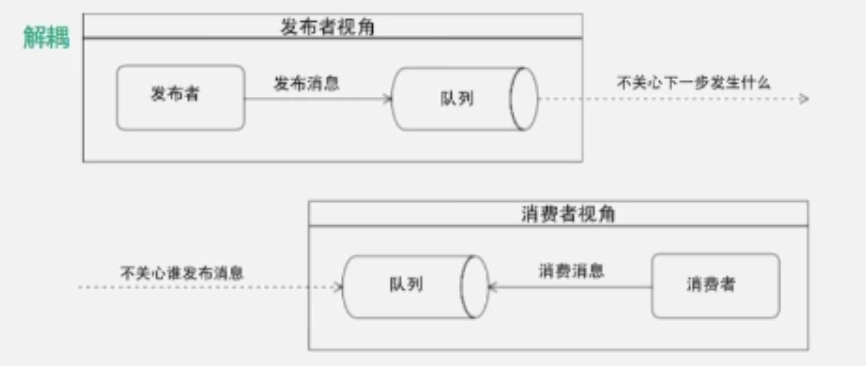 解耦
发布者视角
发布者
发布消息
队列
不关心下一步发生什么
消费者视角
不关心谁发布消息
队列
消费消息
消费者